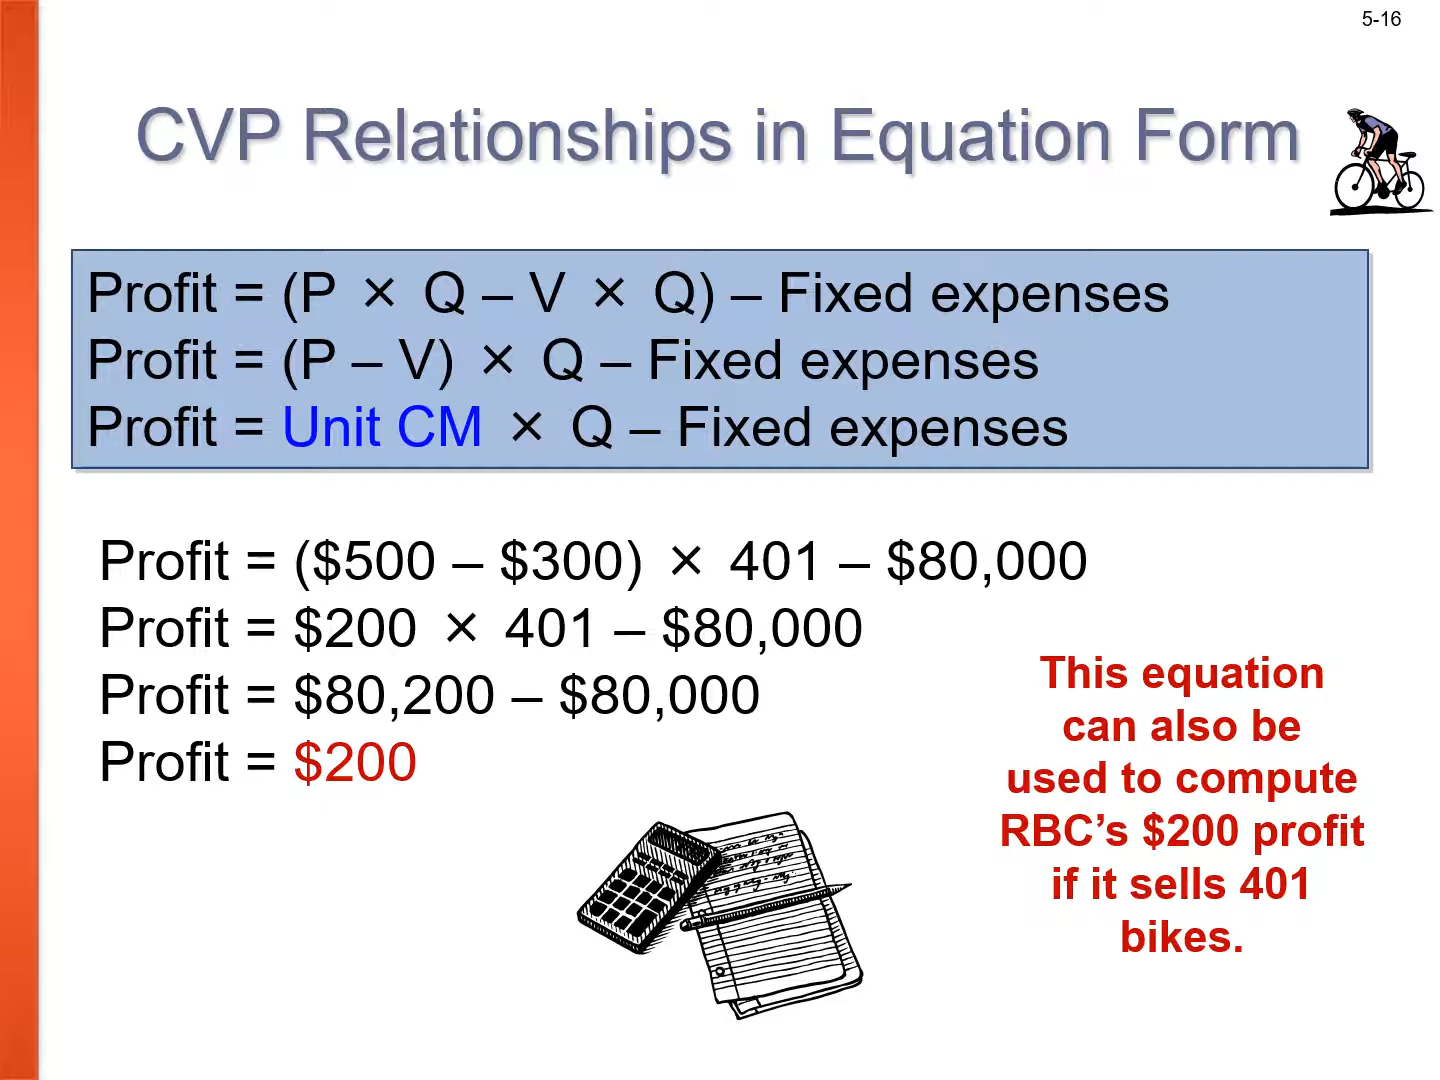 5-16
CVP Relationships in Equation Form
Profit = (P × Q – V × Q) – Fixed expenses
Profit = (P – V) × Q – Fixed expenses
Profit = Unit CM × Q – Fixed expenses
Profit = ($500 – $300) × 401 – $80,000
Profit = $200 × 401 – $80,000
Profit = $80,200 – $80,000
Profit = $200
This equation
can also be
used to compute
RBC’s $200 profit
if it sells 401
bikes.